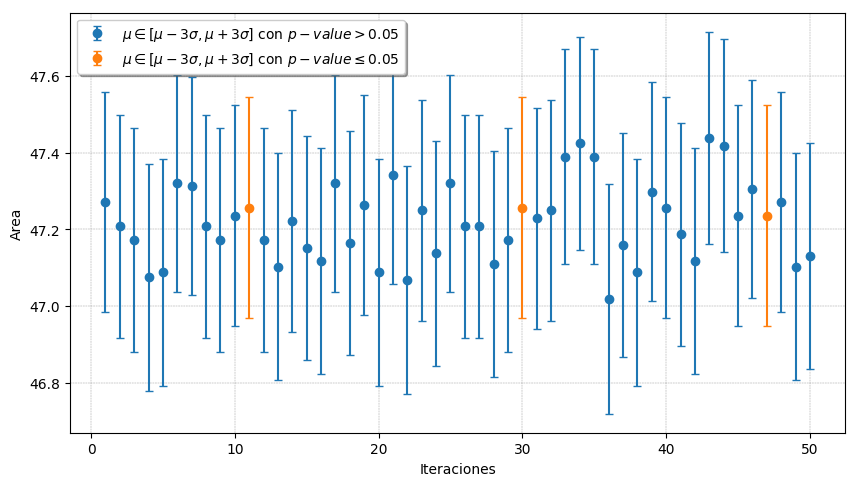 μ ∈ [μ − 3σ, μ + 3σ] con p − value > 0.05
μ ∈ [μ − 3σ, μ + 3σ] con p − value ≤ 0.05
47.6
47.4
47.2
47.0
46.8
Area
0 10 20 30 40 50
Iteraciones